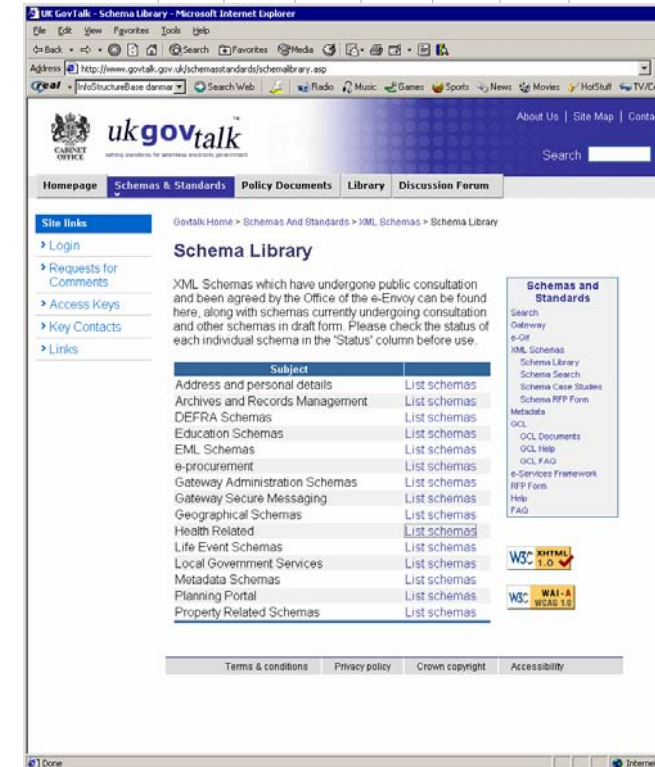 UK GovTalk - Schema Library - Microsoft Internet Explorer
File Edit View Favorites Tools Help
Back Search Favorites Media
Address http://www.govtalk.gov.uk/schemasstandards/schemalibrary.asp
InfoStructureBase danmar Search Web Radio Music Games Sports News Movies HotStuff
About Us | Site Map | Conta
CABINET OFFICE
ukgovtalk™
setting standards for seamless electronic government
Search
Homepage Schemas & Standards Policy Documents Library Discussion Forum
Site links
Login
Requests for
Comments
Access Keys
Key Contacts
Links
Govtalk Home > Schemas And Standards > XML Schemas > Schema Library
Schema Library
XML Schemas which have undergone public consultation
and been agreed by the Office of the e-Envoy can be found
here, along with schemas currently undergoing consultation
and other schemas in draft form. Please check the status of
each individual schema in the 'Status' column before use.
Subject
Address and personal details List schemas
Archives and Records Management List schemas
DEFRA Schemas List schemas
Education Schemas List schemas
EML Schemas List schemas
e-procurement List schemas
Gateway Administration Schemas List schemas
Gateway Secure Messaging List schemas
Geographical Schemas List schemas
Health Related List schemas
Life Event Schemas List schemas
Local Government Services List schemas
Metadata Schemas List schemas
Planning Portal List schemas
Property Related Schemas List schemas
Schemas and
Standards
Search
Gateway
e-Gif
XML Schemas
Schema Library
Schema Search
Schema Case Studies
Schema RFP Form
Metadata
GCL
GCL Documents
GCL Help
GCL FAQ
e-Services Framework
RFP Form
Help
FAQ
W3C XHTML 1.0
W3C WAI-A WCAG 1.0
Terms & conditions Privacy policy Crown copyright Accessibility
Done Internet